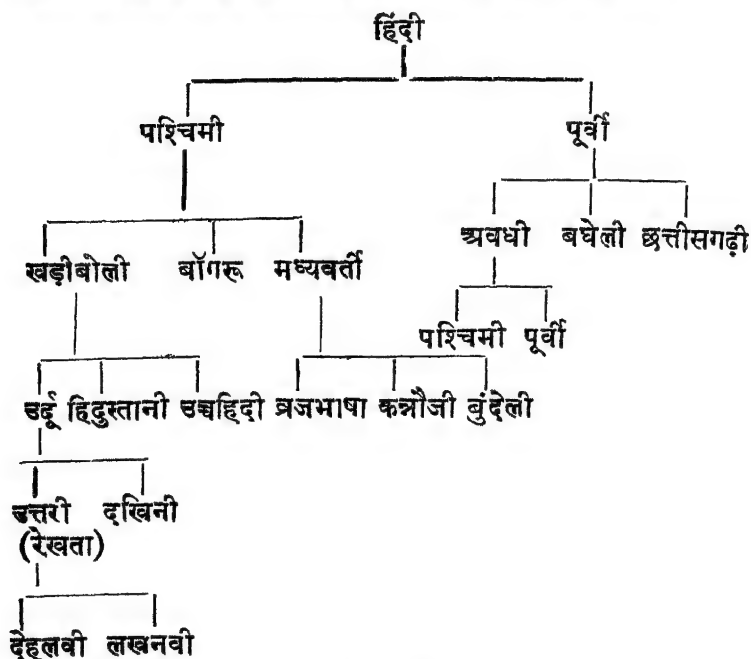 हिंदी
पश्चिमी पूर्वी
अवधी बघेली छत्तीसगढ़ी
खड़ीबोली बॉगरू मध्यवर्ती
पश्चिमी पूर्वी
उर्दू हिदुस्तानी उच्चहिदी व्रजभाषा कन्नौजी बुंदेली
उत्तरी दखिनी
(रेखता)
देहलवी लखनवी